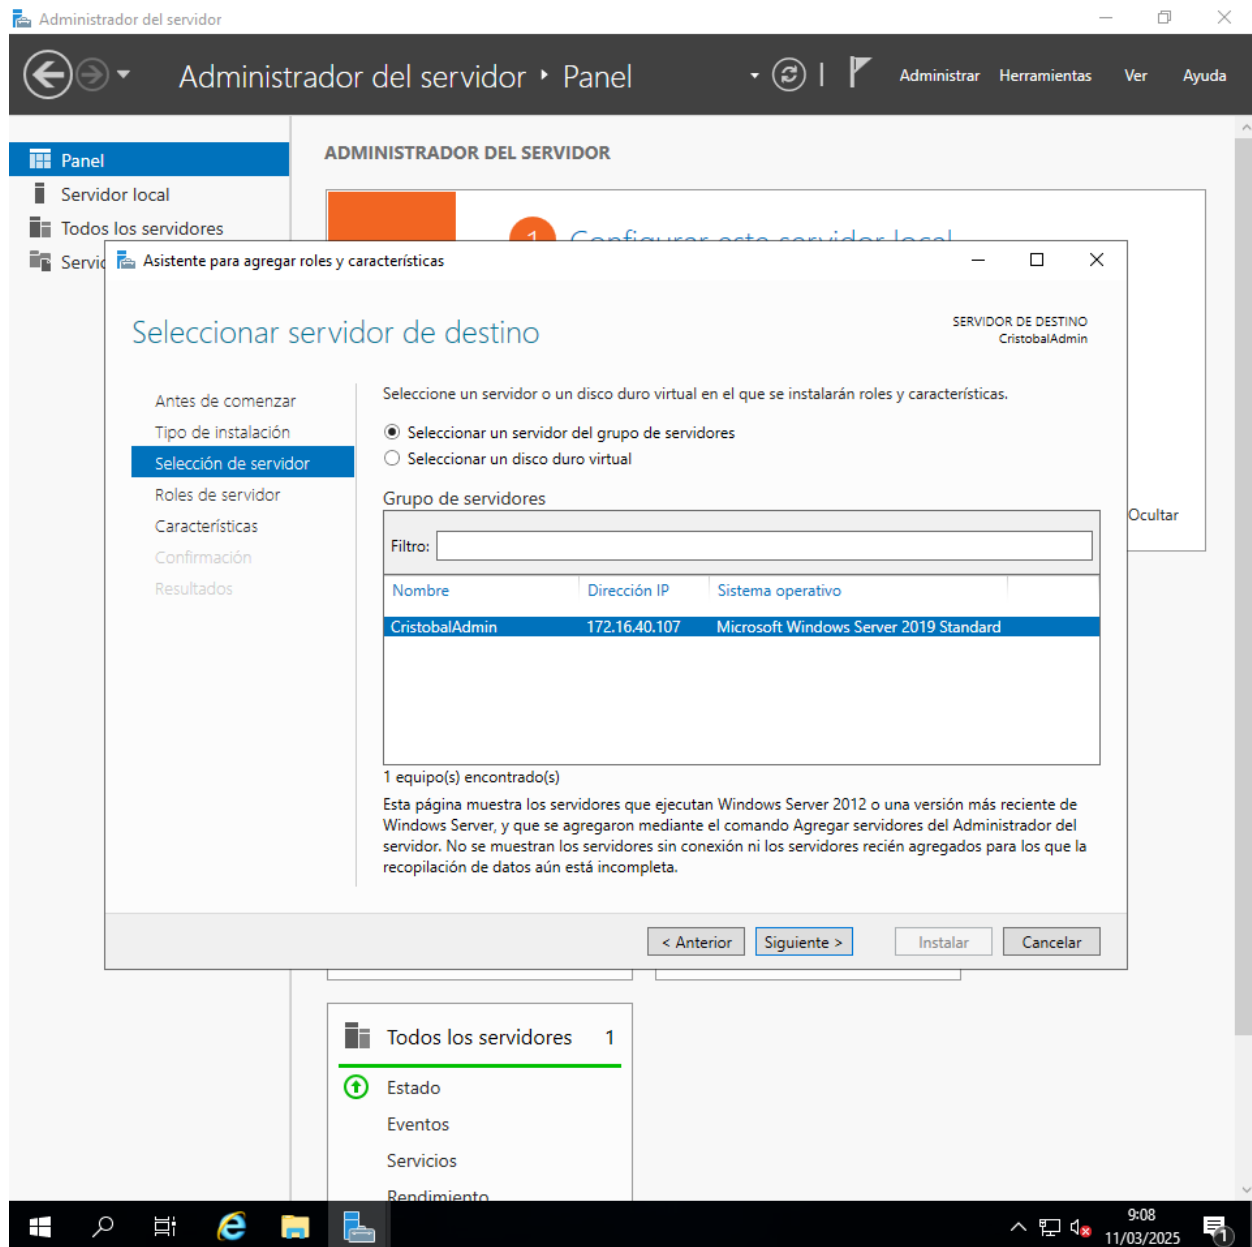 Administrador del servidor
Administrador del servidor ‣ Panel
Administrar Herramientas Ver Ayuda
Panel
Servidor local
Todos los servidores
Servic
ADMINISTRADOR DEL SERVIDOR
1 Configurar este servidor local
Asistente para agregar roles y características
Seleccionar servidor de destino
SERVIDOR DE DESTINO
CristobalAdmin
Antes de comenzar
Tipo de instalación
Selección de servidor
Roles de servidor
Características
Confirmación
Resultados
Seleccione un servidor o un disco duro virtual en el que se instalarán roles y características.
Seleccionar un servidor del grupo de servidores
Seleccionar un disco duro virtual
Grupo de servidores
Filtro:
Nombre Dirección IP Sistema operativo
CristobalAdmin 172.16.40.107 Microsoft Windows Server 2019 Standard
1 equipo(s) encontrado(s)
Esta página muestra los servidores que ejecutan Windows Server 2012 o una versión más reciente de
Windows Server, y que se agregaron mediante el comando Agregar servidores del Administrador del
servidor. No se muestran los servidores sin conexión ni los servidores recién agregados para los que la
recopilación de datos aún está incompleta.
< Anterior Siguiente > Instalar Cancelar
Ocultar
Todos los servidores 1
Estado
Eventos
Servicios
Rendimiento
9:08
11/03/2025
1